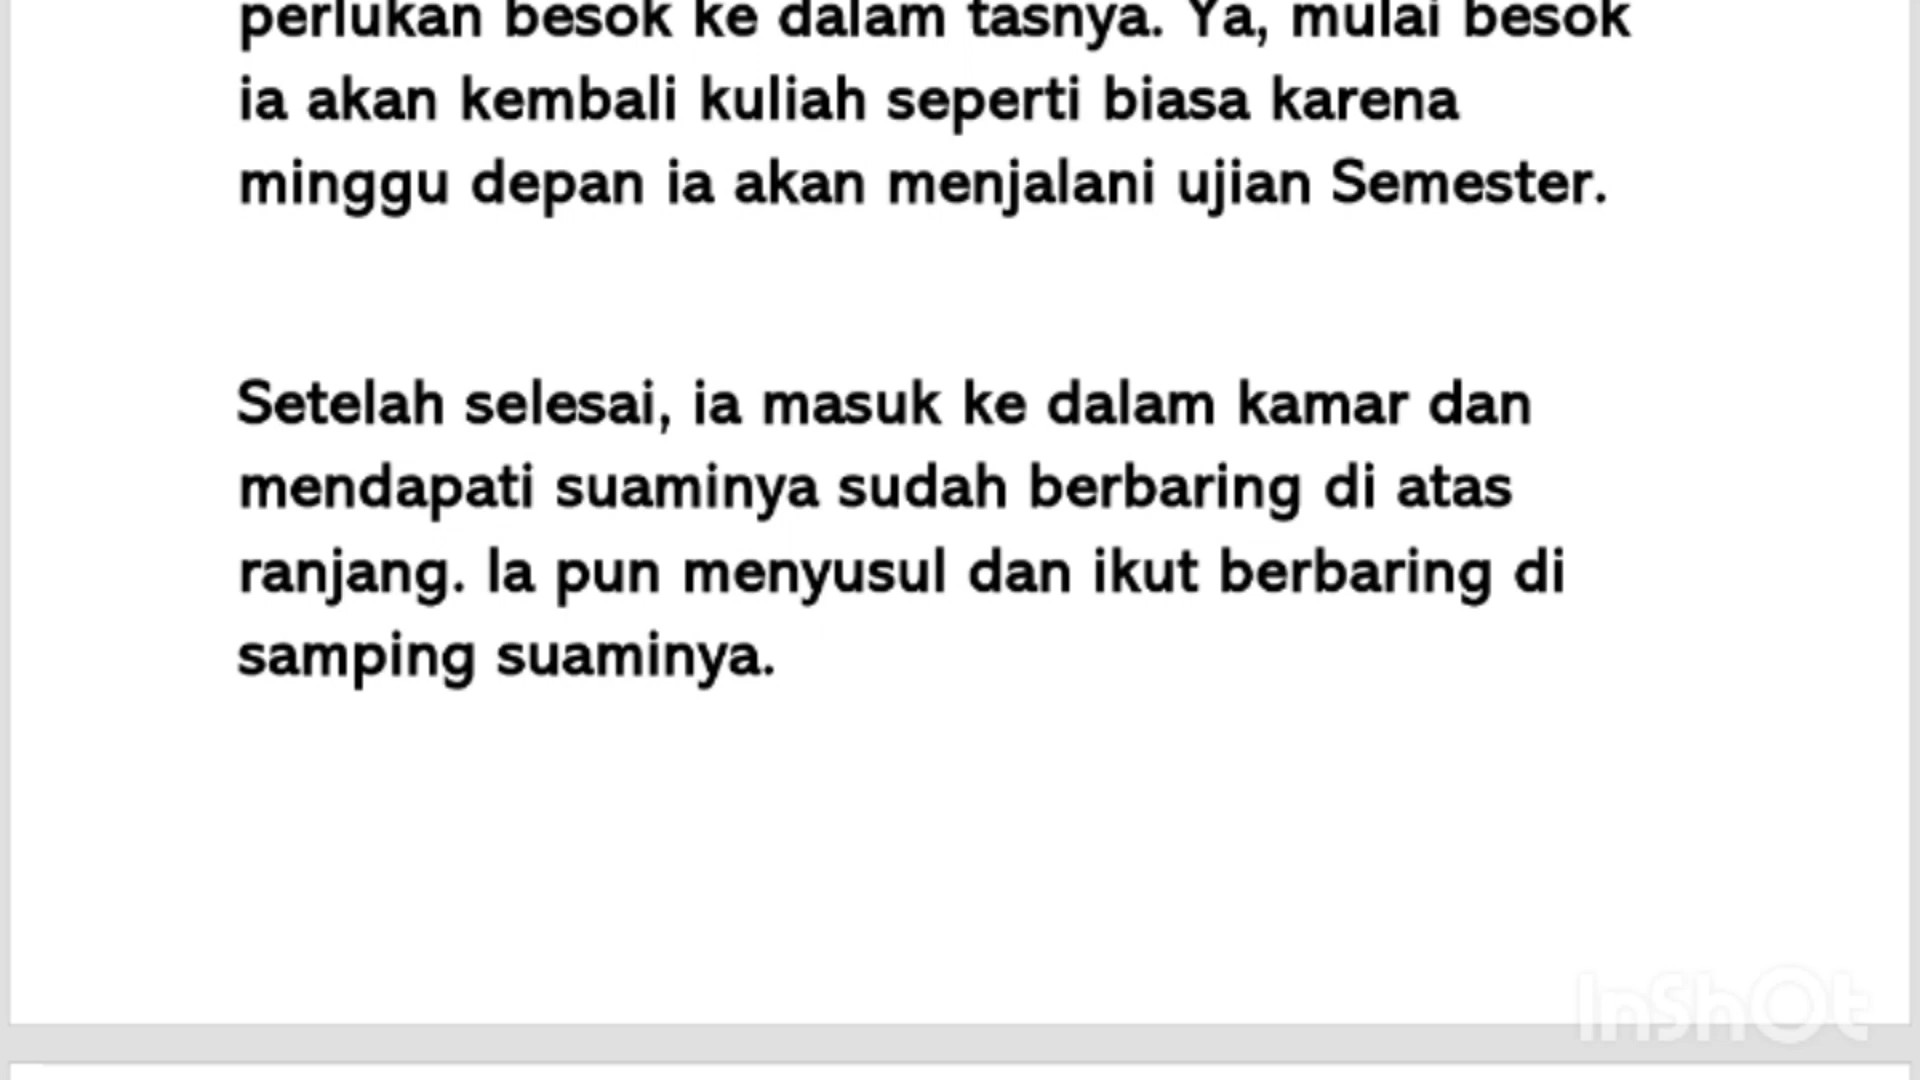 perlukan besok ke dalam tasnya. Ya, mulai besok
ia akan kembali kuliah seperti biasa karena
minggu depan ia akan menjalani ujian Semester.
Setelah selesai, ia masuk ke dalam kamar dan
mendapati suaminya sudah berbaring di atas
ranjang. Ia pun menyusul dan ikut berbaring di
samping suaminya.
InShOt